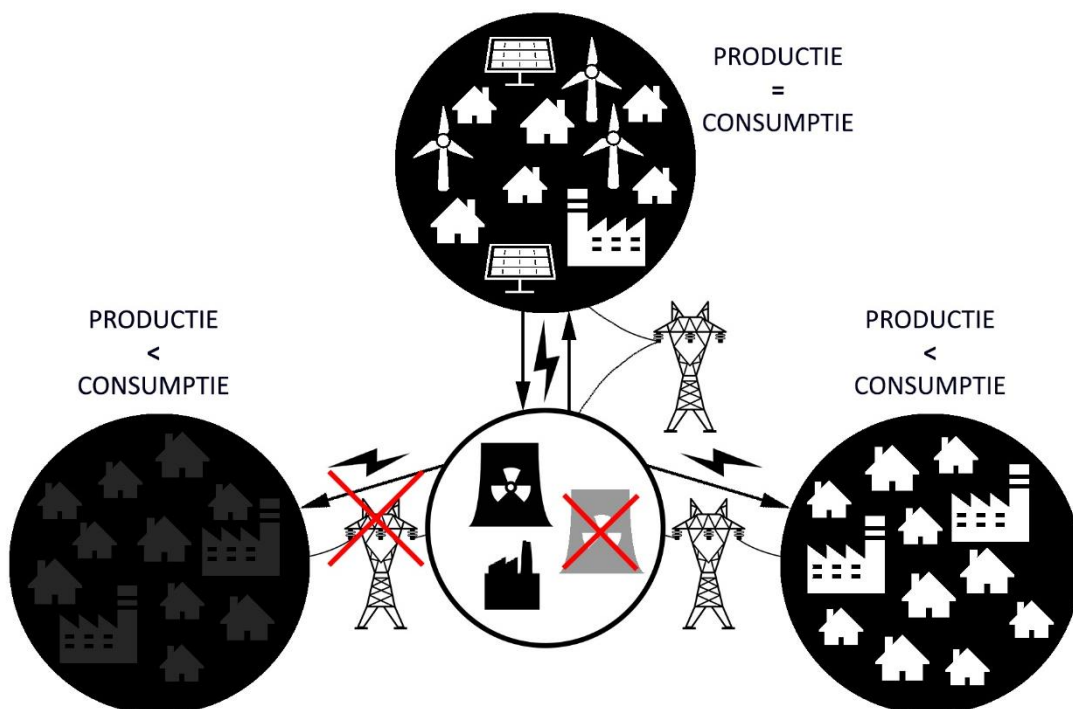 PRODUCTIE
=
CONSUMPTIE
PRODUCTIE
<
CONSUMPTIE
PRODUCTIE
<
CONSUMPTIE